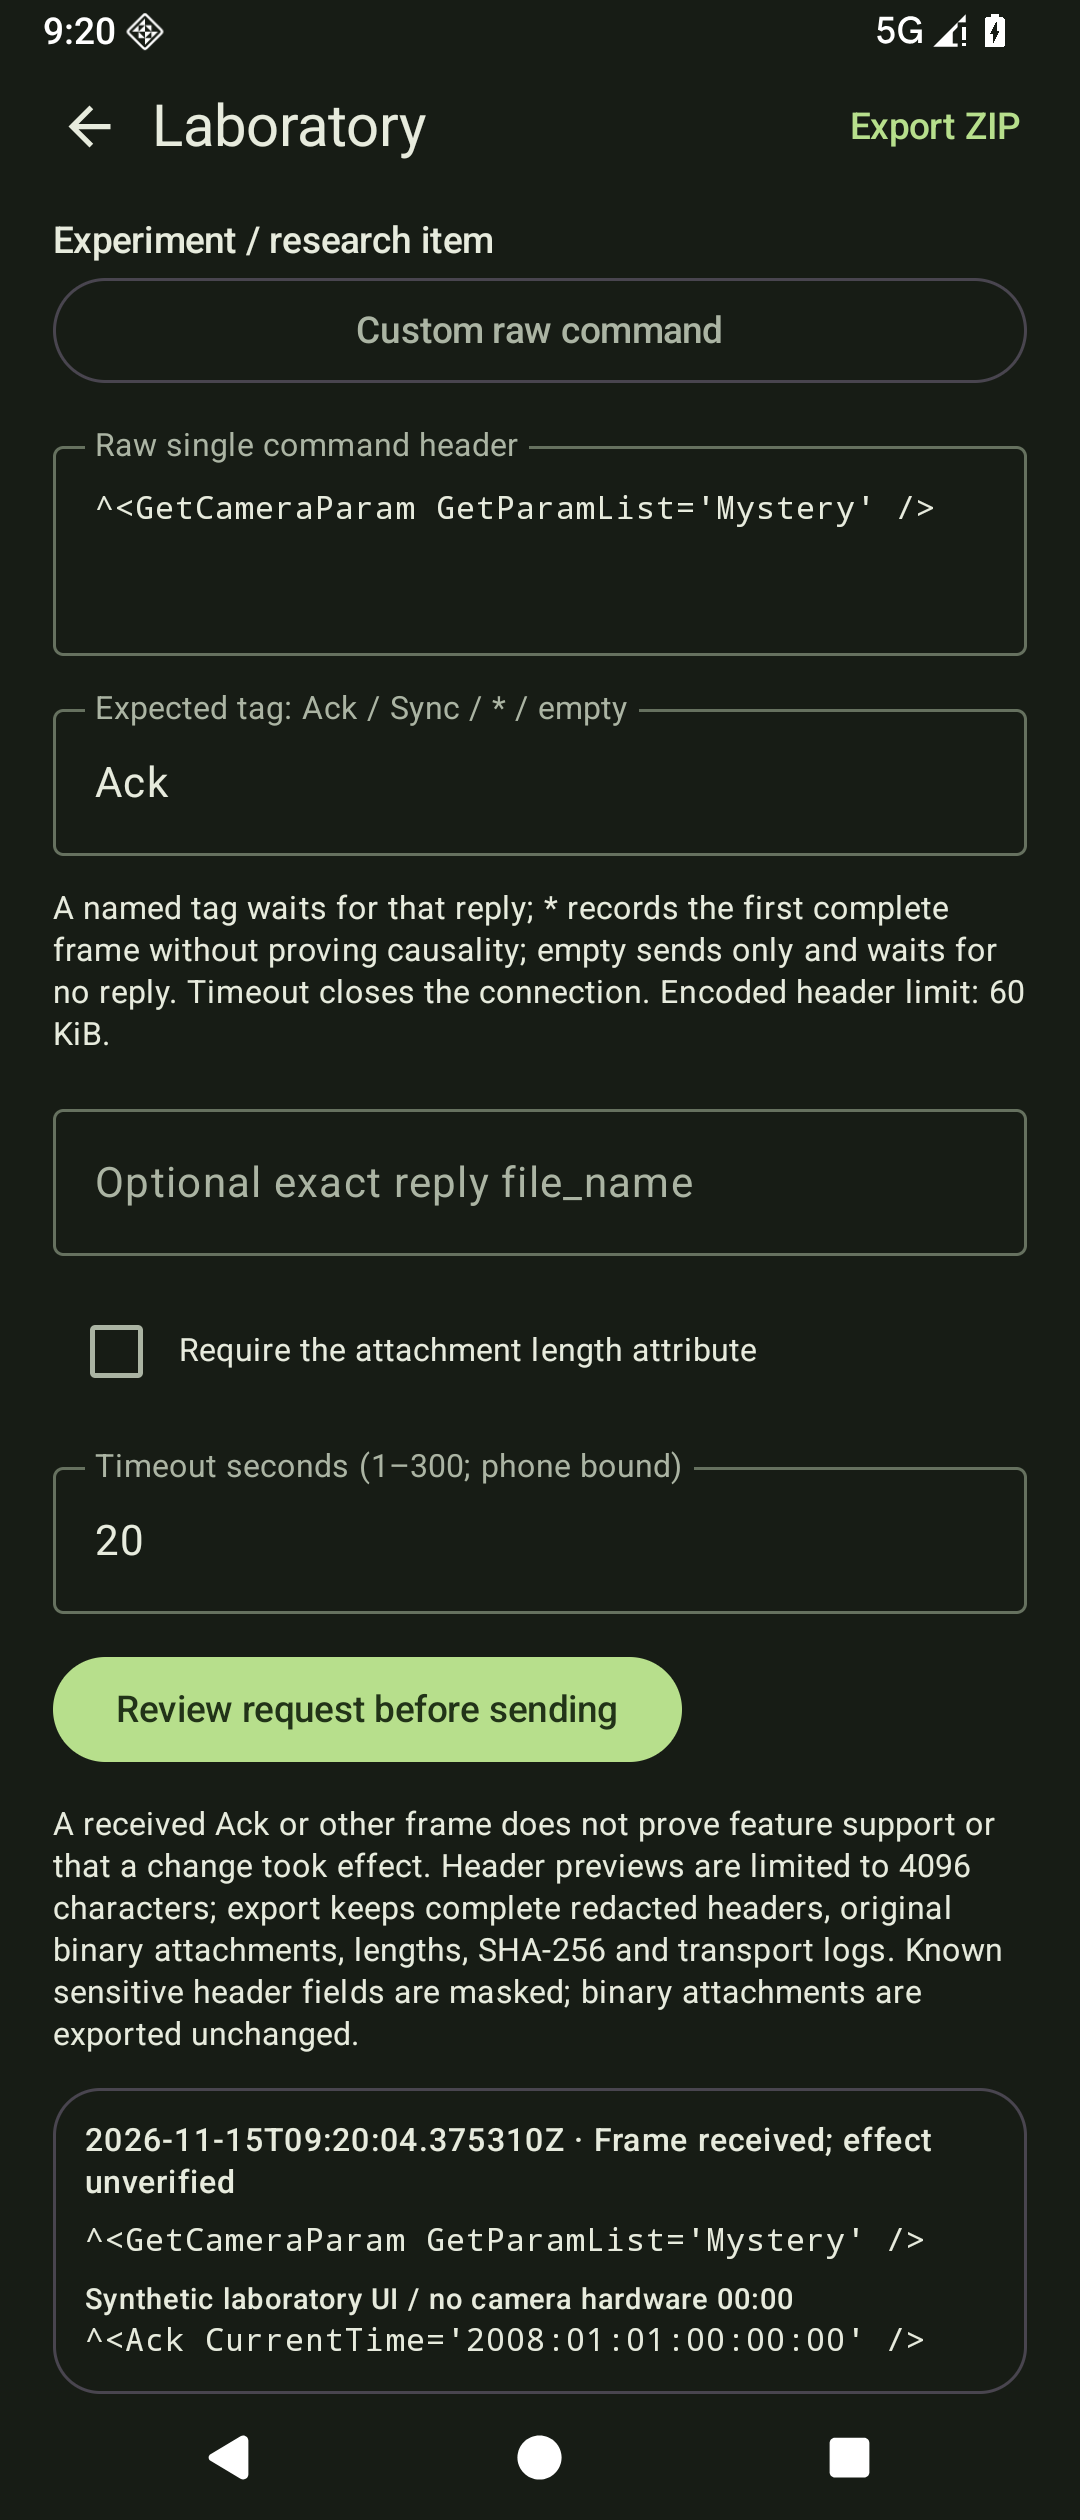 9:20
5G
Laboratory
Export ZIP
Experiment / research item
Custom raw command
Raw single command header
^<GetCameraParam GetParamList='Mystery' />
Expected tag: Ack / Sync / * / empty
Ack
A named tag waits for that reply; * records the first complete
frame without proving causality; empty sends only and waits for
no reply. Timeout closes the connection. Encoded header limit: 60
KiB.
Optional exact reply file_name
Require the attachment length attribute
Timeout seconds (1–300; phone bound)
20
Review request before sending
A received Ack or other frame does not prove feature support or
that a change took effect. Header previews are limited to 4096
characters; export keeps complete redacted headers, original
binary attachments, lengths, SHA-256 and transport logs. Known
sensitive header fields are masked; binary attachments are
exported unchanged.
2026-11-15T09:20:04.375310Z · Frame received; effect
unverified
^<GetCameraParam GetParamList='Mystery' />
Synthetic laboratory UI / no camera hardware 00:00
^<Ack CurrentTime='2008:01:01:00:00:00' />